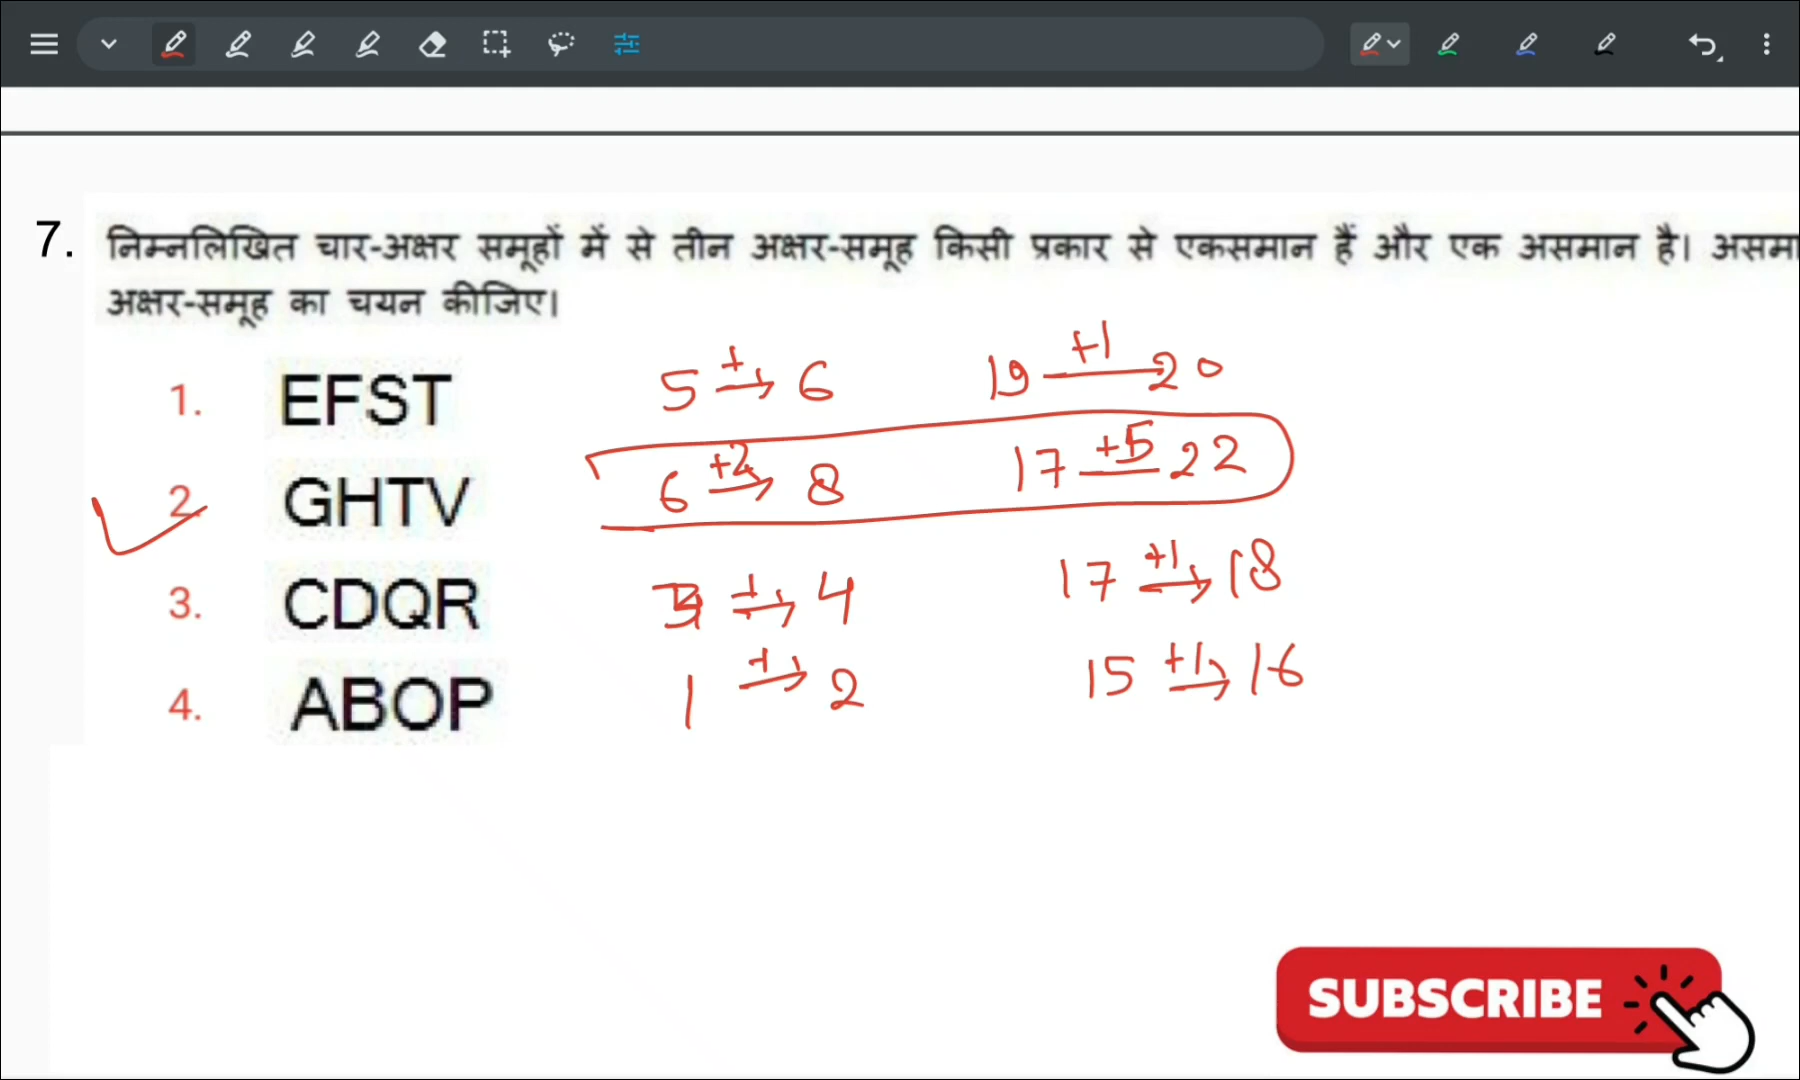 7. निम्नलिखित चार-अक्षर समूहों में से तीन अक्षर-समूह किसी प्रकार से एकसमान हैं और एक असमान है। असमा
अक्षर-समूह का चयन कीजिए।
1. EFST 5 +1 6 19 +1 20
2. GHTV 6 +2 8 17 +5 22
3. CDQR 3 +1 4 17 +1 18
4. ABOP 1 +1 2 15 +1 16
SUBSCRIBE